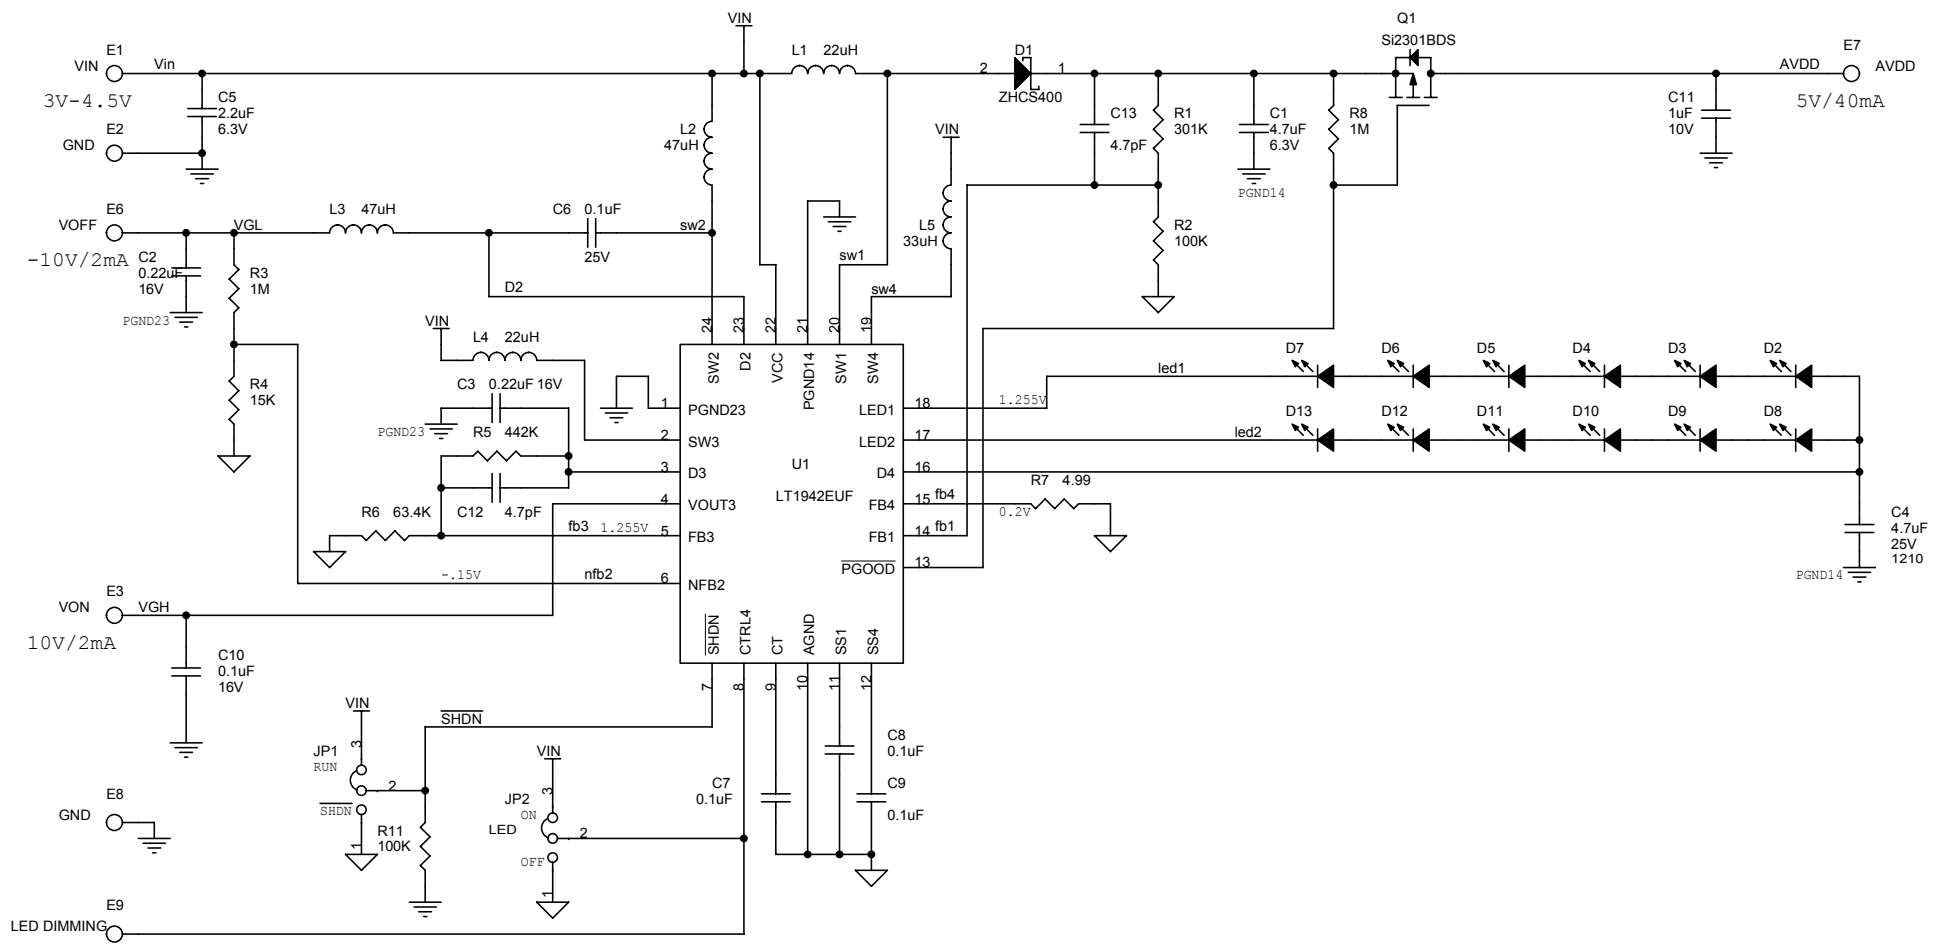 E1
VIN
Vin
3V-4.5V
E2
GND
C5
2.2uF
6.3V
VIN
L1 22uH
L2
47uH
2
D1
1
ZHCS400
C13
4.7pF
R1
301K
C1
4.7uF
6.3V
PGND14
R8
1M
Q1
Si2301BDS
E7
AVDD
AVDD
5V/40mA
C11
1uF
10V
E6
VOFF
VGL
-10V/2mA
C2
0.22uF
16V
PGND23
R3
1M
R4
15K
L3 47uH
C6 0.1uF
25V
sw2
D2
VIN
L5
33uH
sw1
sw4
R2
100K
VIN
L4 22uH
C3 0.22uF 16V
PGND23
R5 442K
C12 4.7pF
R6 63.4K
fb3 1.255V
-.15V
nfb2
24
23
22
21
20
19
SW2
D2
VCC
PGND14
SW1
SW4
1 PGND23
2 SW3
3 D3
4 VOUT3
5 FB3
6 NFB2
U1
LT1942EUF
LED1 18
LED2 17
D4 16
FB4 15
FB1 14
PGOOD 13
1.255V
led1
led2
fb4
0.2V
fb1
R7 4.99
D7
D6
D5
D4
D3
D2
D13
D12
D11
D10
D9
D8
C4
4.7uF
25V
1210
PGND14
SHDN
CTRL4
CT
AGND
SS1
SS4
7
8
9
10
11
12
E3
VON
VGH
10V/2mA
C10
0.1uF
16V
VIN
3
JP1
RUN
2
SHDN
1
SHDN
R11
100K
VIN
3
JP2
ON
LED
2
OFF
1
C7
0.1uF
C8
0.1uF
C9
0.1uF
E8
GND
E9
LED DIMMING